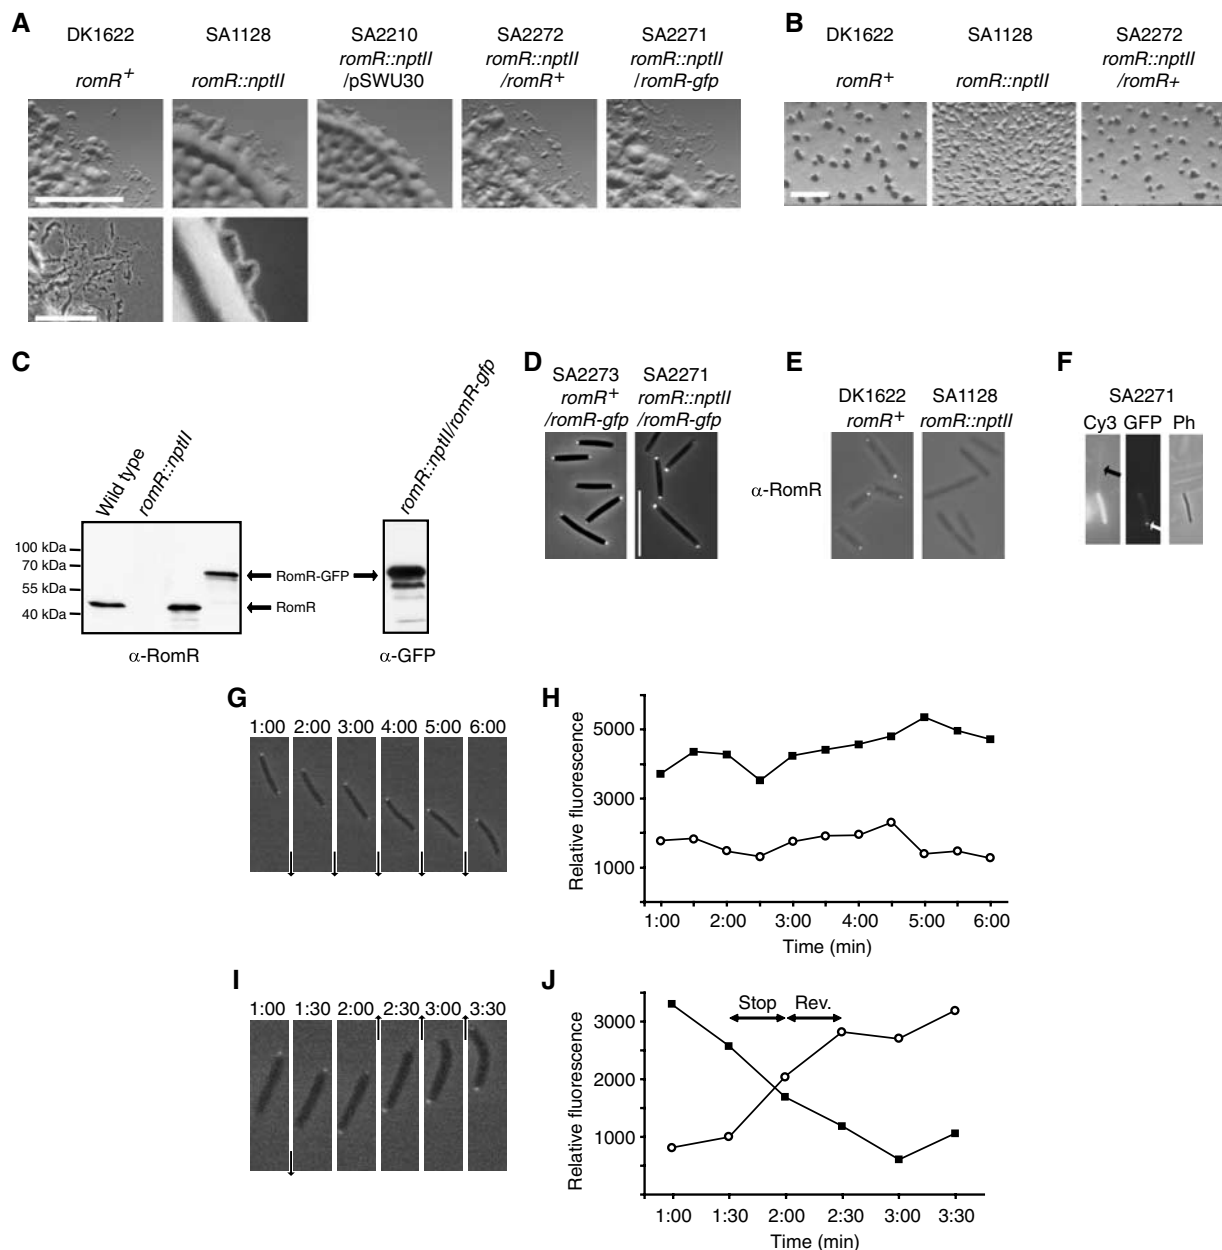 A
DK1622
romR+
SA1128
romR::nptII
SA2210
romR::nptII
/pSWU30
SA2272
romR::nptII
/romR+
SA2271
romR::nptII
/romR-gfp
B
DK1622
romR+
SA1128
romR::nptII
SA2272
romR::nptII
/romR+
C
Wild type
romR::nptII
romR::nptII/romR-gfp
100 kDa
70 kDa
55 kDa
40 kDa
RomR-GFP
RomR
α-RomR
α-GFP
D
SA2273
romR+
/romR-gfp
SA2271
romR::nptII
/romR-gfp
E
DK1622
romR+
SA1128
romR::nptII
α-RomR
F
SA2271
Cy3 GFP Ph
G
1:00 2:00 3:00 4:00 5:00 6:00
H
Relative fluorescence
5000
3000
1000
1:00 2:00 3:00 4:00 5:00 6:00
Time (min)
I
1:00 1:30 2:00 2:30 3:00 3:30
J
Stop Rev.
Relative fluorescence
3000
2000
1000
1:00 1:30 2:00 2:30 3:00 3:30
Time (min)